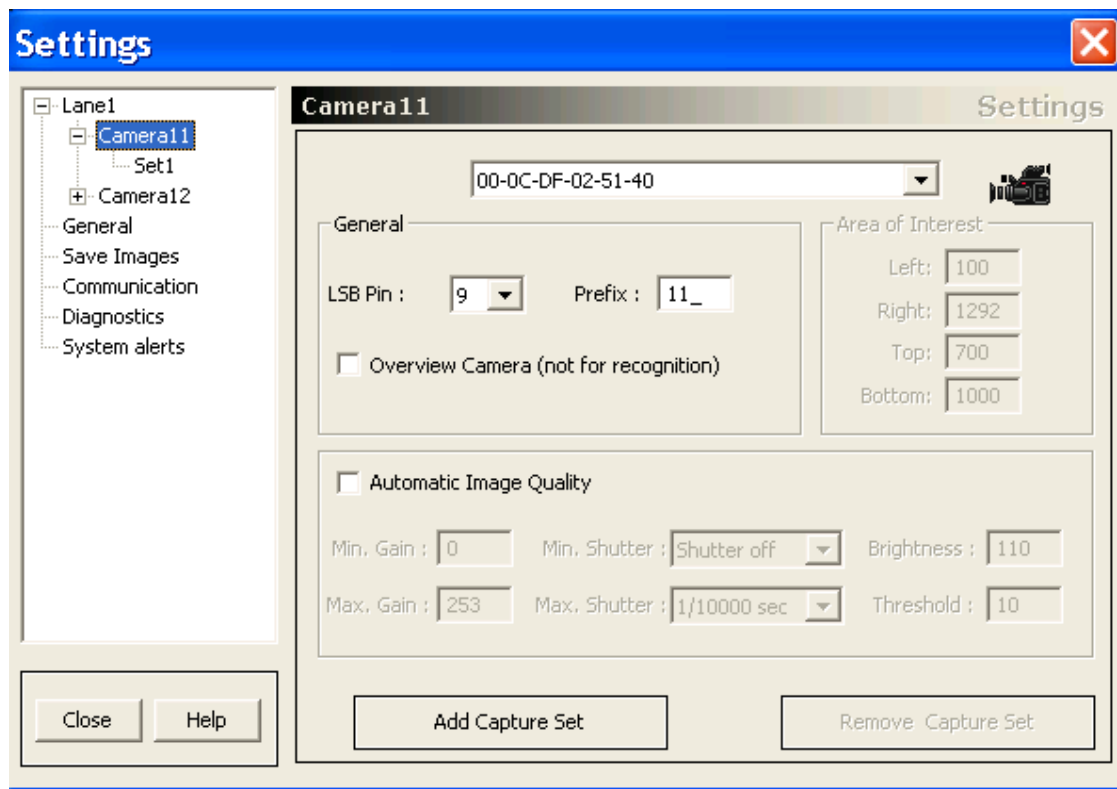 Settings
Lane1
Camera11
Set1
Camera12
General
Save Images
Communication
Diagnostics
System alerts
Close
Help
Camera11 Settings
00-0C-DF-02-51-40
General
LSB Pin : 9 Prefix : 11_
Overview Camera (not for recognition)
Area of Interest
Left: 100
Right: 1292
Top: 700
Bottom: 1000
Automatic Image Quality
Min. Gain : 0 Min. Shutter : Shutter off Brightness : 110
Max. Gain : 253 Max. Shutter : 1/10000 sec Threshold : 10
Add Capture Set
Remove Capture Set